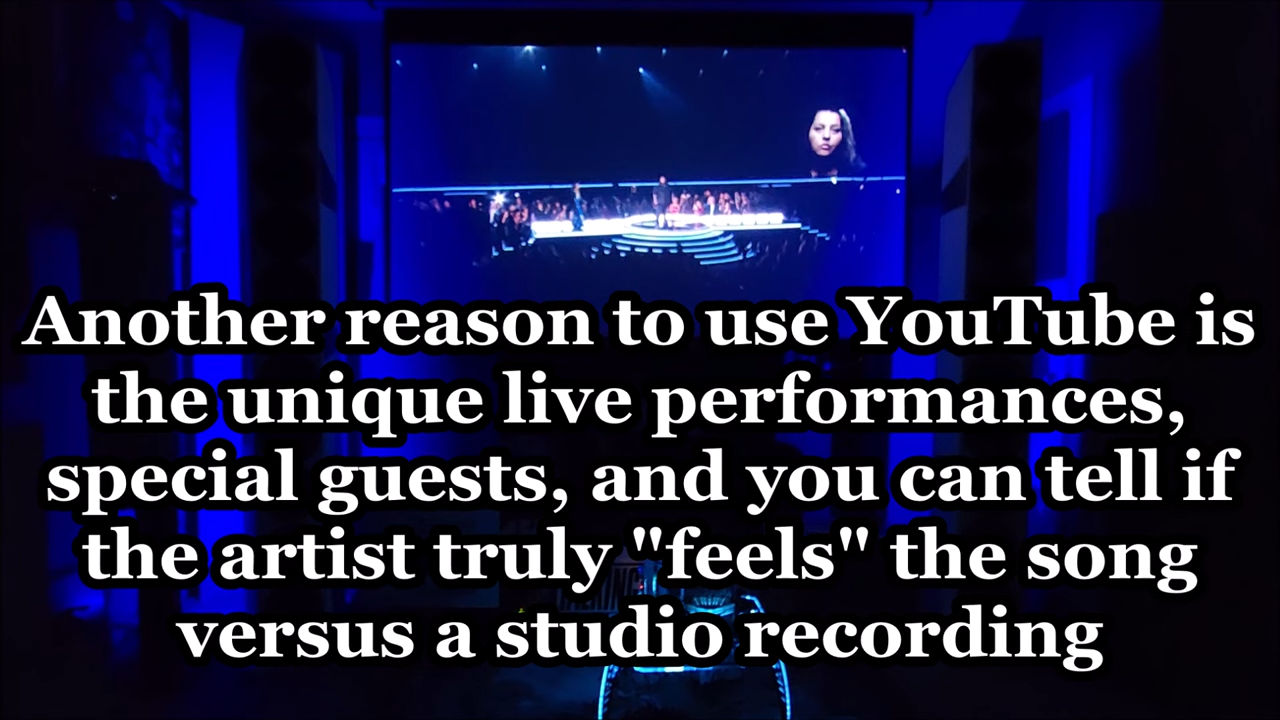 Another reason to use YouTube is
the unique live performances,
special guests, and you can tell if
the artist truly "feels" the song
versus a studio recording